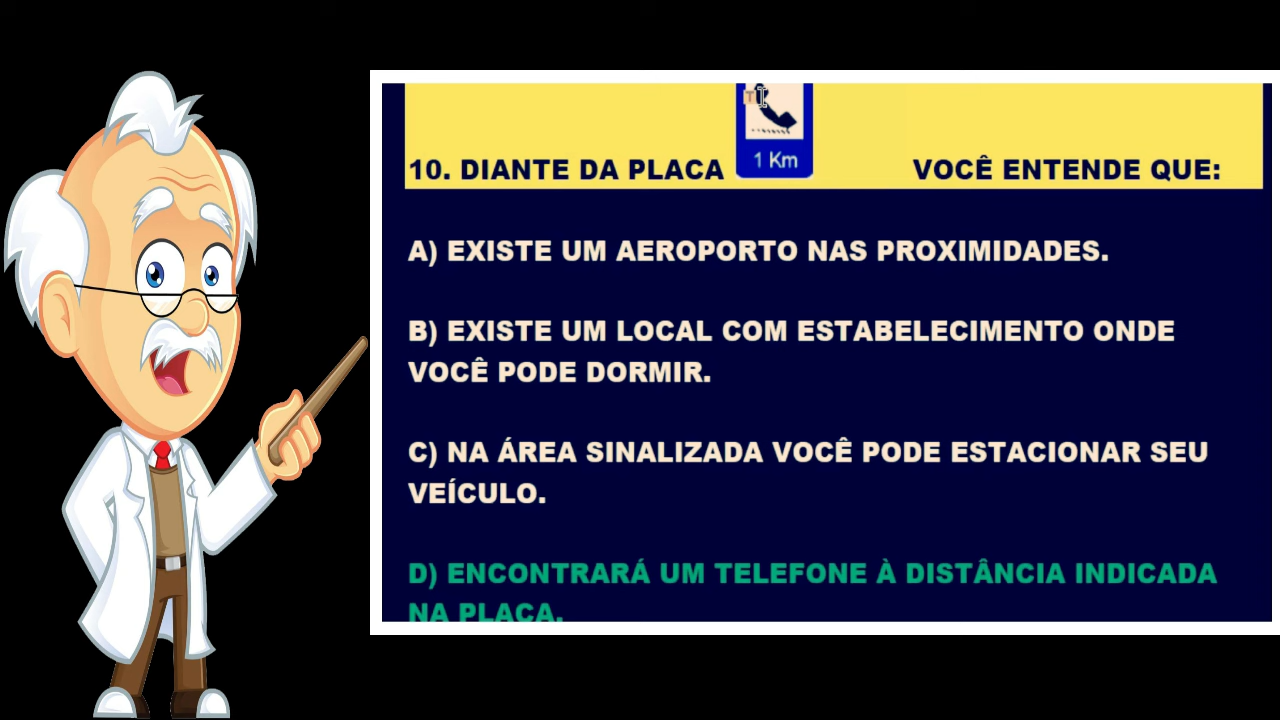 1 Km
10. DIANTE DA PLACA VOCÊ ENTENDE QUE:
A) EXISTE UM AEROPORTO NAS PROXIMIDADES.
B) EXISTE UM LOCAL COM ESTABELECIMENTO ONDE
VOCÊ PODE DORMIR.
C) NA ÁREA SINALIZADA VOCÊ PODE ESTACIONAR SEU
VEÍCULO.
D) ENCONTRARÁ UM TELEFONE À DISTÂNCIA INDICADA
NA PLACA.